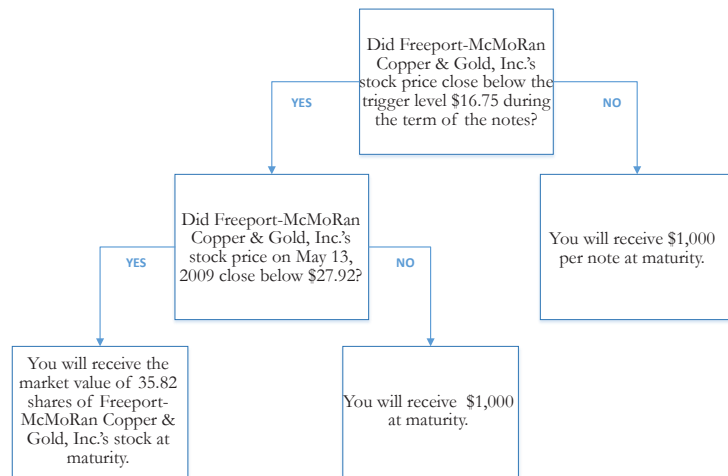 Did Freeport-McMoRan
Copper & Gold, Inc.'s
stock price close below the
trigger level $16.75 during
the term of the notes?
YES
NO
Did Freeport-McMoRan
Copper & Gold, Inc.'s
stock price on May 13,
2009 close below $27.92?
You will receive $1,000
per note at maturity.
YES
NO
You will receive the
market value of 35.82
shares of Freeport-
McMoRan Copper &
Gold, Inc.'s stock at
maturity.
You will receive $1,000
at maturity.